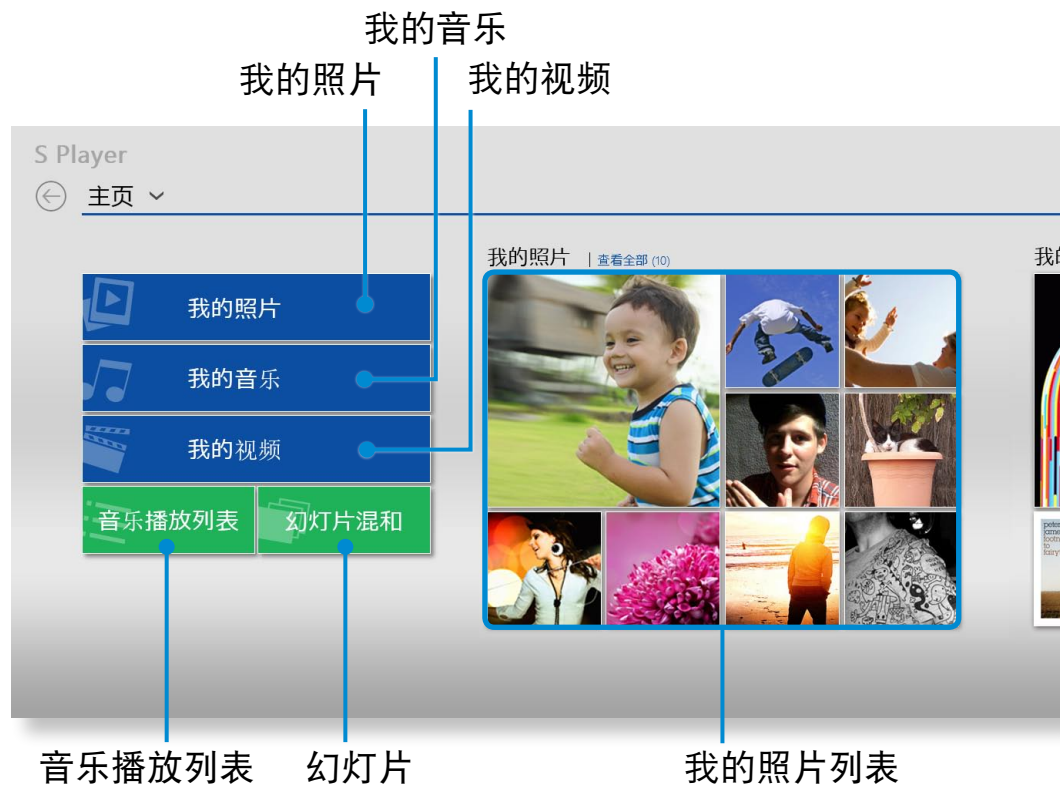 我的音乐
我的照片
我的视频
S Player
主页
我的照片 | 查看全部 (10)
我的照片
我的音乐
我的视频
音乐播放列表
幻灯片混和
音乐播放列表
幻灯片
我的照片列表